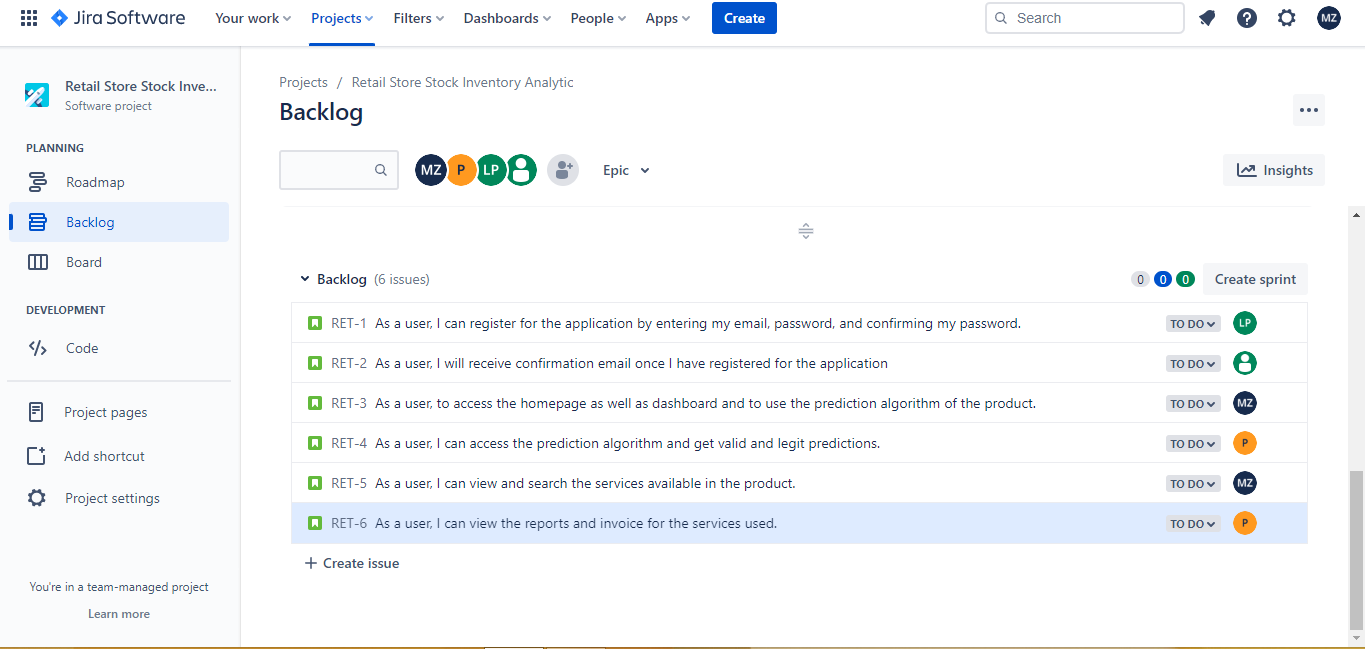 Jira Software Your work Projects Filters Dashboards People Apps Create Search MZ
Retail Store Stock Inve...
Software project
PLANNING
Roadmap
Backlog
Board
DEVELOPMENT
Code
Project pages
Add shortcut
Project settings
You're in a team-managed project
Learn more
Projects / Retail Store Stock Inventory Analytic
Backlog
MZ P LP Epic Insights
Backlog (6 issues) 0 0 0 Create sprint
RET-1 As a user, I can register for the application by entering my email, password, and confirming my password. TO DO LP
RET-2 As a user, I will receive confirmation email once I have registered for the application TO DO
RET-3 As a user, to access the homepage as well as dashboard and to use the prediction algorithm of the product. TO DO MZ
RET-4 As a user, I can access the prediction algorithm and get valid and legit predictions. TO DO P
RET-5 As a user, I can view and search the services available in the product. TO DO MZ
RET-6 As a user, I can view the reports and invoice for the services used. TO DO P
+ Create issue